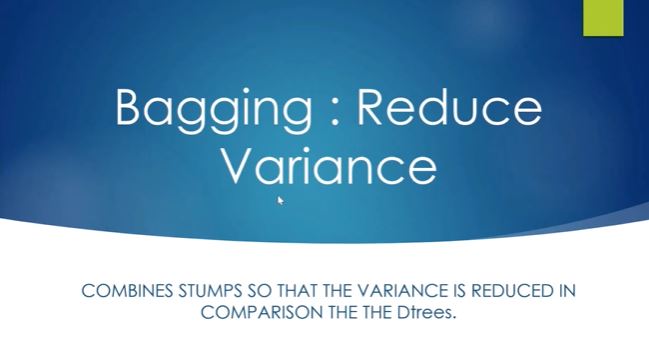 Bagging : Reduce
Variance
COMBINES STUMPS SO THAT THE VARIANCE IS REDUCED IN
COMPARISON THE THE Dtrees.